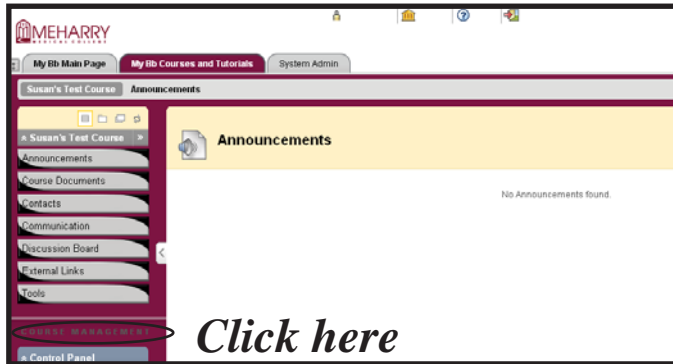 MEHARRY
MEDICAL COLLEGE
My Bb Main Page My Bb Courses and Tutorials System Admin
Susan's Test Course Announcements
Susan's Test Course
Announcements
Announcements
Course Documents
No Announcements found.
Contacts
Communication
Discussion Board
External Links
Tools
COURSE MANAGEMENT
Click here
Control Panel